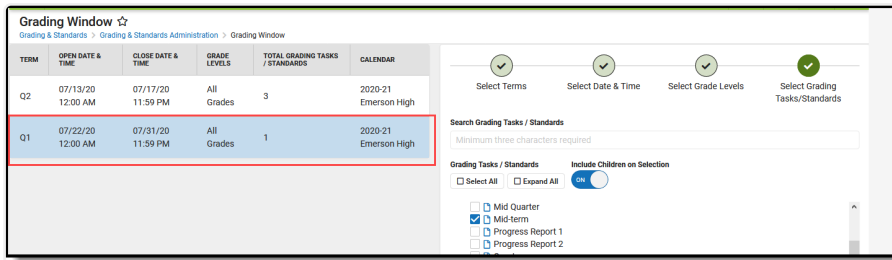 Grading Window
Grading & Standards > Grading & Standards Administration > Grading Window
TERM OPEN DATE & TIME CLOSE DATE & TIME GRADE LEVELS TOTAL GRADING TASKS / STANDARDS CALENDAR
Q2 07/13/20 12:00 AM 07/17/20 11:59 PM All Grades 3 2020-21 Emerson High
Q1 07/22/20 12:00 AM 07/31/20 11:59 PM All Grades 1 2020-21 Emerson High
Select Terms Select Date & Time Select Grade Levels Select Grading Tasks/Standards
Search Grading Tasks / Standards
Minimum three characters required
Grading Tasks / Standards Include Children on Selection
Select All Expand All ON
Mid Quarter
Mid-term
Progress Report 1
Progress Report 2